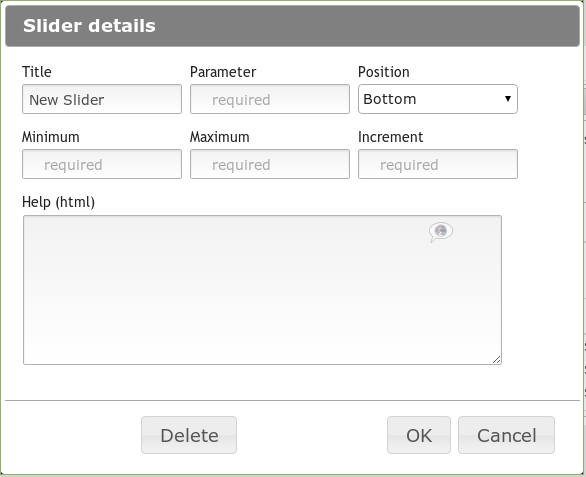 Slider details
Title Parameter Position
New Slider required Bottom
Minimum Maximum Increment
required required required
Help (html)
Delete OK Cancel